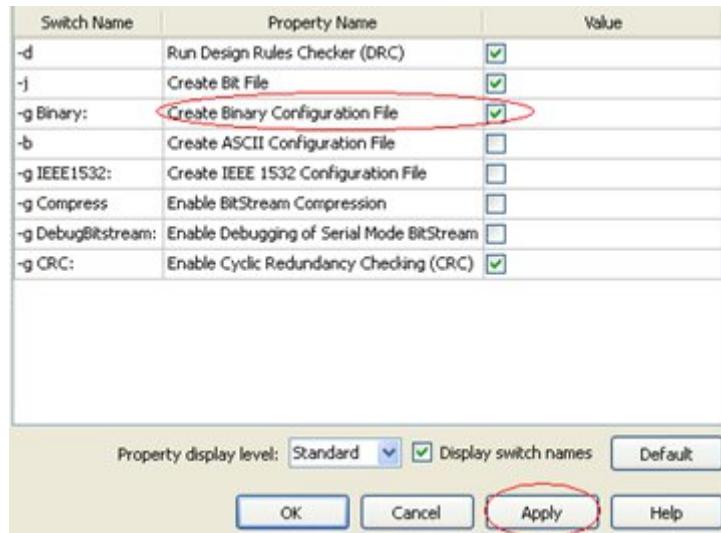 Switch Name Property Name Value
-d Run Design Rules Checker (DRC)
-j Create Bit File
-g Binary: Create Binary Configuration File
-b Create ASCII Configuration File
-g IEEE1532: Create IEEE 1532 Configuration File
-g Compress Enable BitStream Compression
-g DebugBitstream: Enable Debugging of Serial Mode BitStream
-g CRC: Enable Cyclic Redundancy Checking (CRC)
Property display level: Standard Display switch names Default
OK Cancel Apply Help